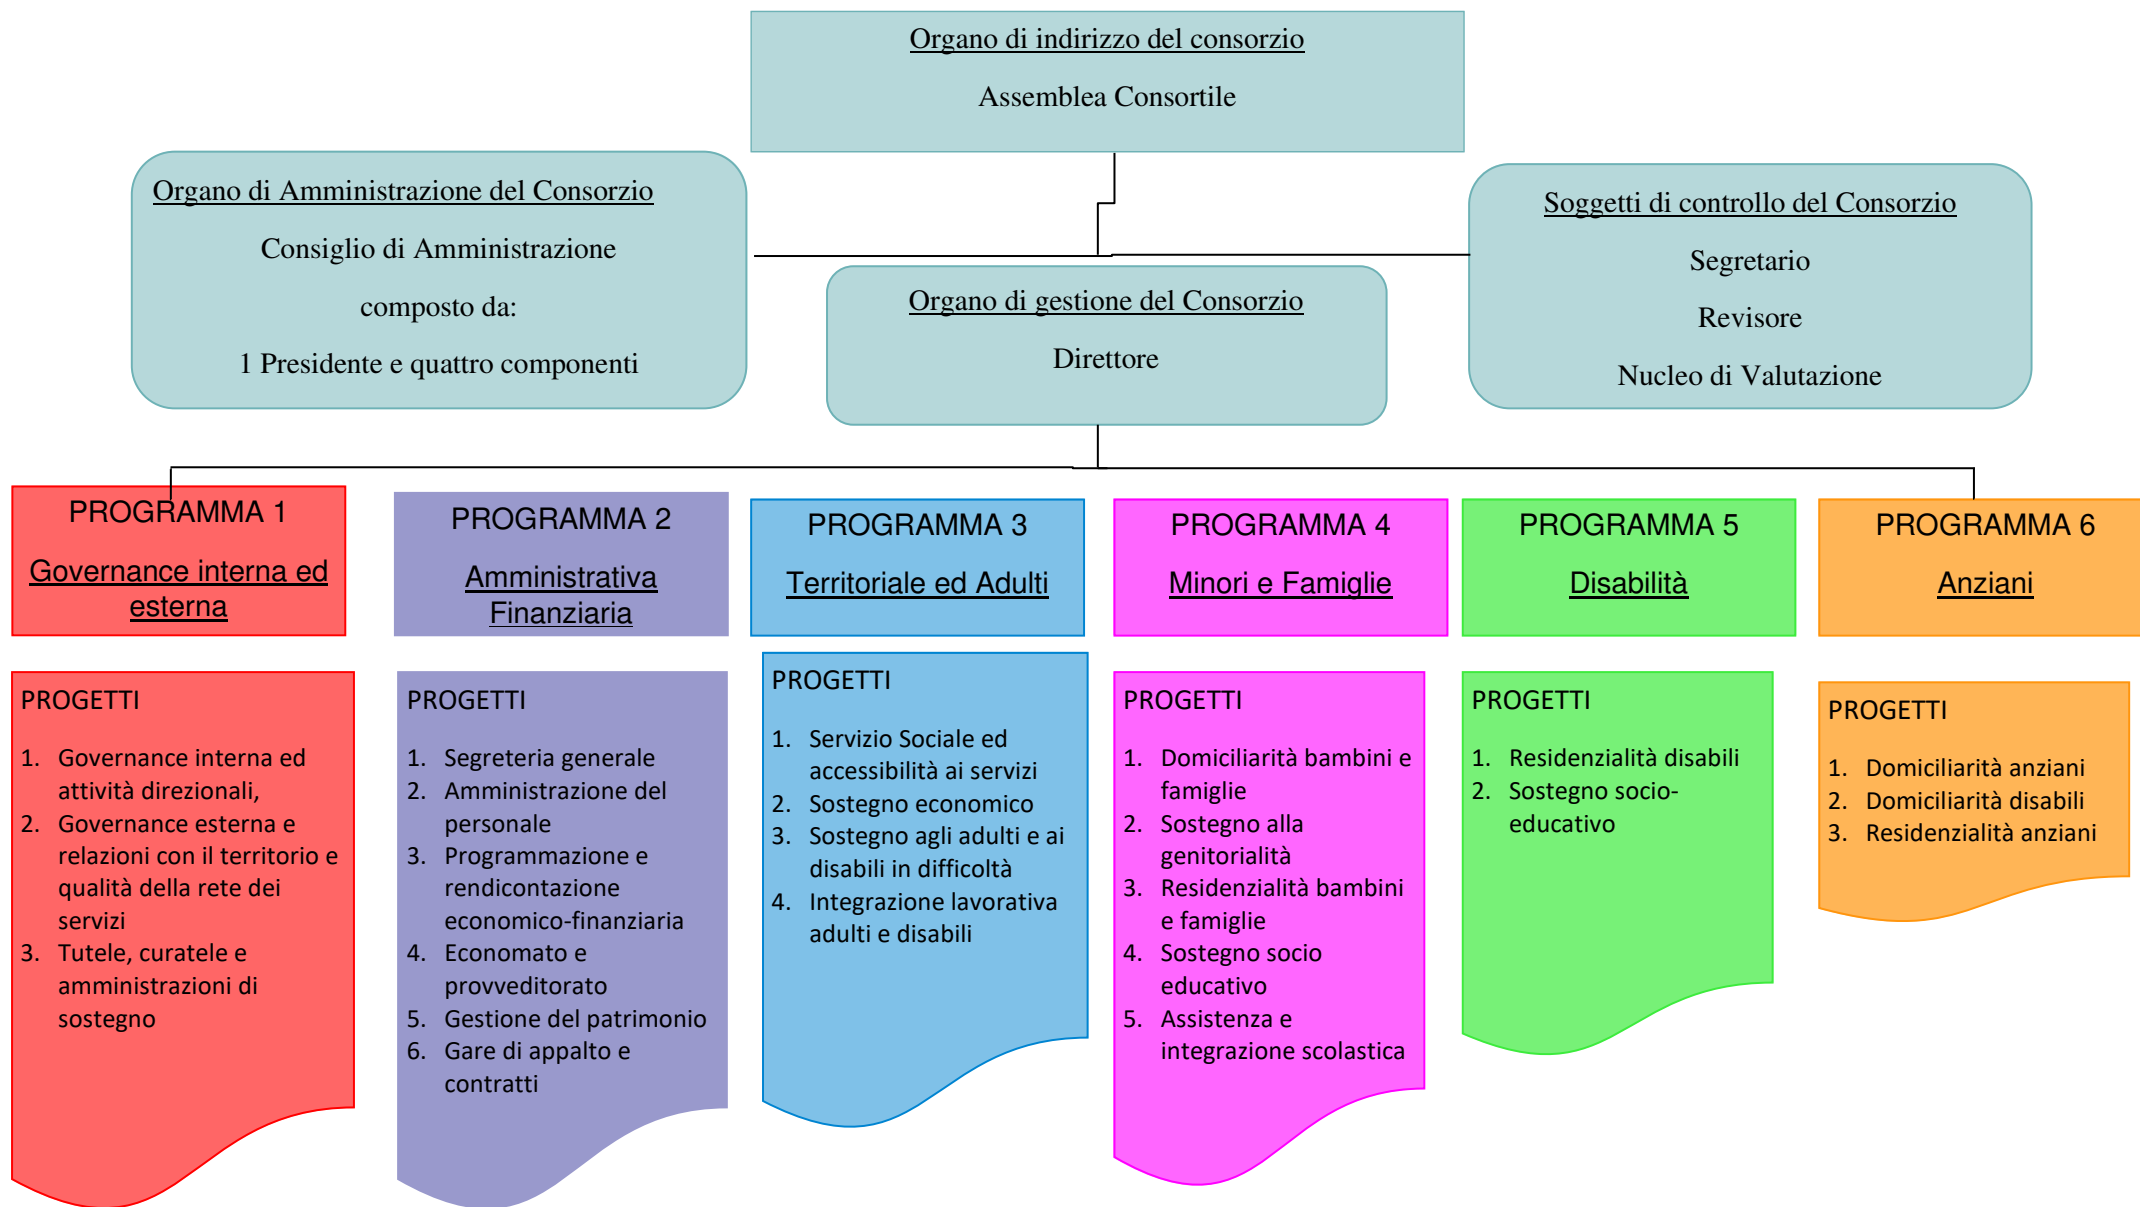 Organo di indirizzo del consorzio
Assemblea Consortile
Organo di Amministrazione del Consorzio
Consiglio di Amministrazione
composto da:
1 Presidente e quattro componenti
Organo di gestione del Consorzio
Direttore
Soggetti di controllo del Consorzio
Segretario
Revisore
Nucleo di Valutazione
PROGRAMMA 1
Governance interna ed
esterna
PROGRAMMA 2
Amministrativa
Finanziaria
PROGRAMMA 3
Territoriale ed Adulti
PROGRAMMA 4
Minori e Famiglie
PROGRAMMA 5
Disabilità
PROGRAMMA 6
Anziani
PROGETTI
1. Governance interna ed
attività direzionali,
2. Governance esterna e
relazioni con il territorio e
qualità della rete dei
servizi
3. Tutele, curatele e
amministrazioni di
sostegno
PROGETTI
1. Segreteria generale
2. Amministrazione del
personale
3. Programmazione e
rendicontazione
economico-finanziaria
4. Economato e
provveditorato
5. Gestione del patrimonio
6. Gare di appalto e
contratti
PROGETTI
1. Servizio Sociale ed
accessibilità ai servizi
2. Sostegno economico
3. Sostegno agli adulti e ai
disabili in difficoltà
4. Integrazione lavorativa
adulti e disabili
PROGETTI
1. Domiciliarità bambini e
famiglie
2. Sostegno alla
genitorialità
3. Residenzialità bambini
e famiglie
4. Sostegno socio
educativo
5. Assistenza e
integrazione scolastica
PROGETTI
1. Residenzialità disabili
2. Sostegno socio-
educativo
PROGETTI
1. Domiciliarità anziani
2. Domiciliarità disabili
3. Residenzialità anziani